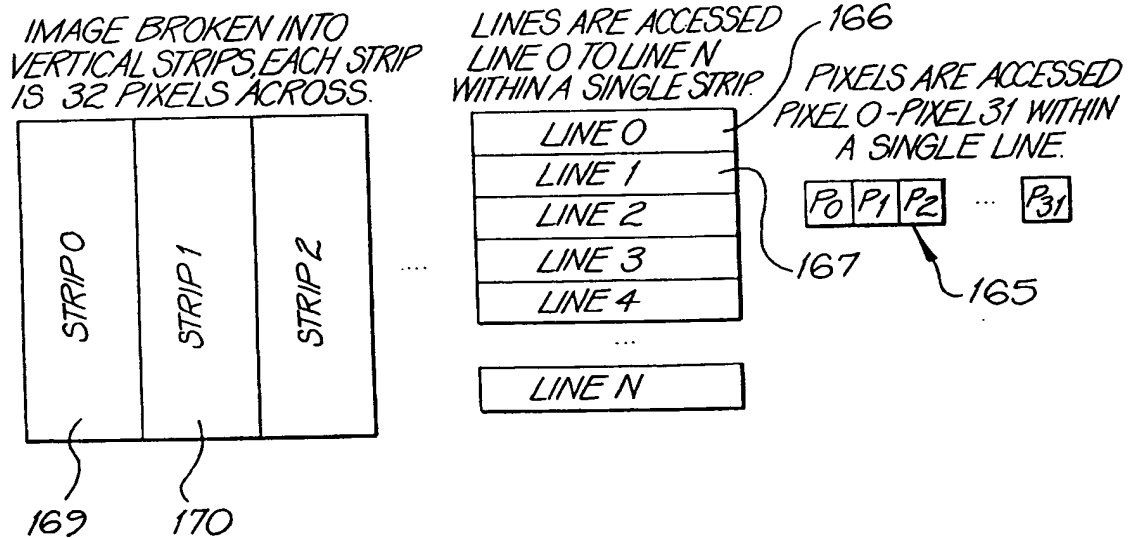 IMAGE BROKEN INTO
VERTICAL STRIPS, EACH STRIP
IS 32 PIXELS ACROSS.
STRIP 0
STRIP 1
STRIP 2
....
169
170
LINES ARE ACCESSED
LINE 0 TO LINE N
WITHIN A SINGLE STRIP.
LINE 0
LINE 1
LINE 2
LINE 3
LINE 4
...
LINE N
166
167
PIXELS ARE ACCESSED
PIXEL 0 - PIXEL 31 WITHIN
A SINGLE LINE.
P0 P1 P2 ... P31
165